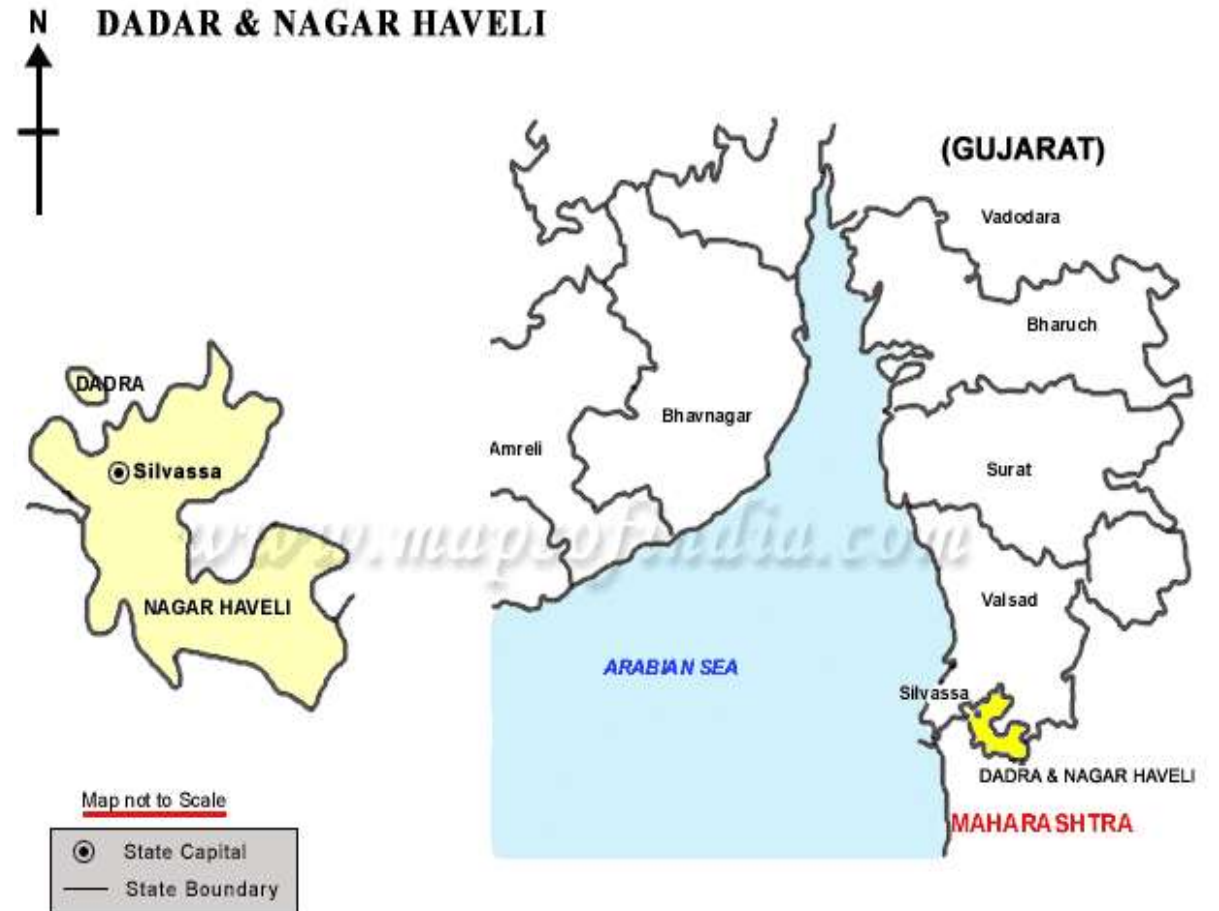 N
DADAR & NAGAR HAVELI
(GUJARAT)
Vadodara
Bharuch
DADRA
Bhavnagar
Amreli
Silvassa
Surat
www.mapsofindia.com
NAGAR HAVELI
Valsad
ARABIAN SEA
Silvassa
DADRA & NAGAR HAVELI
Map not to Scale
MAHARASHTRA
State Capital
State Boundary